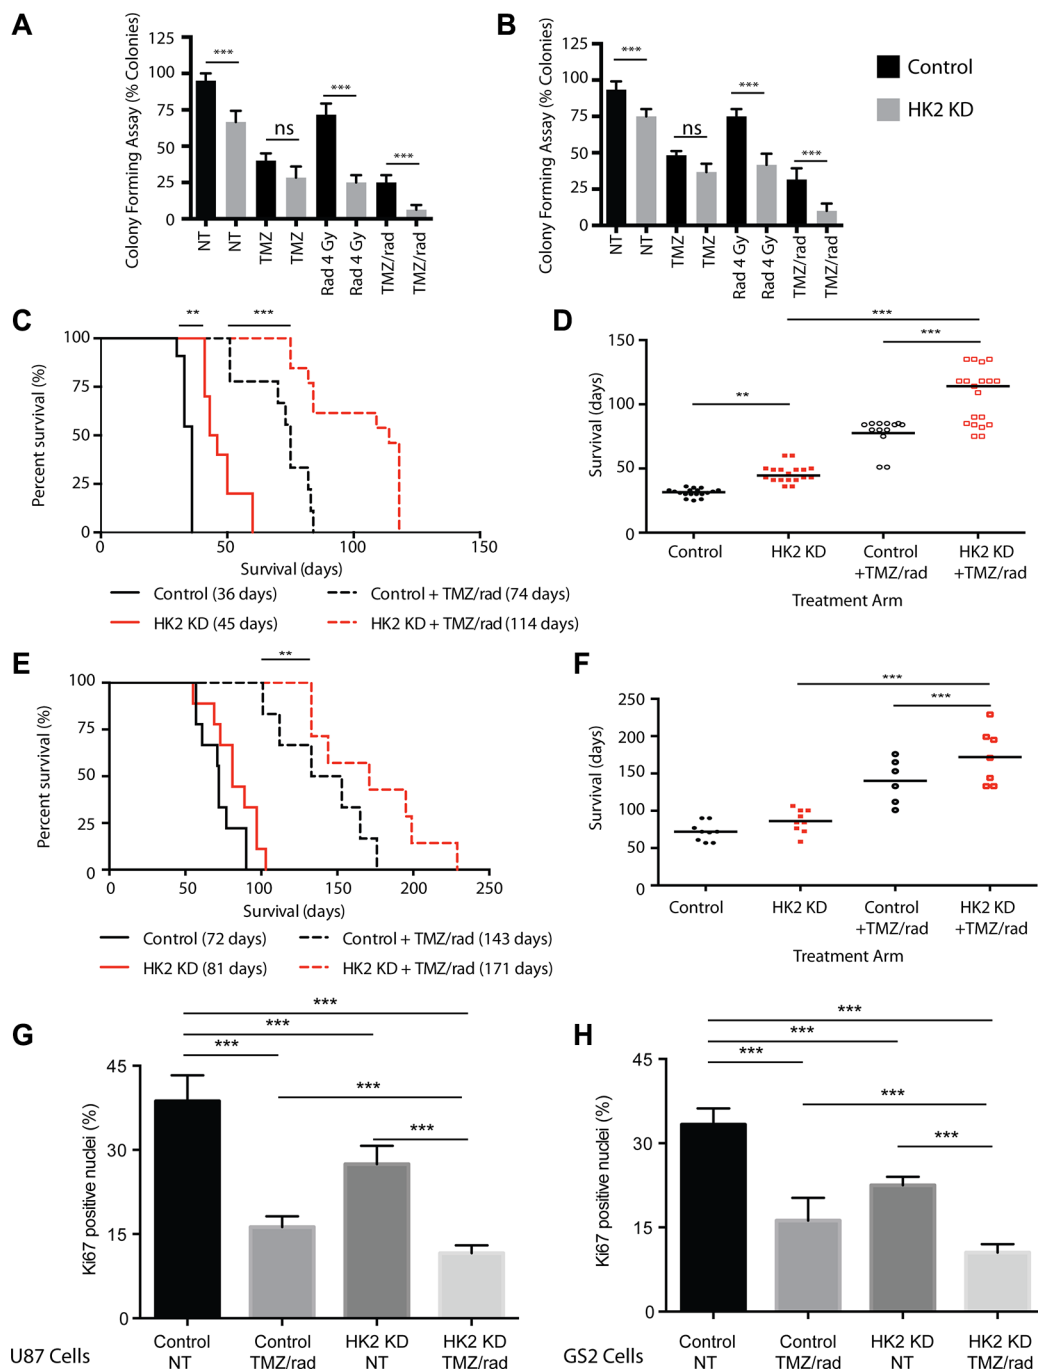 A
Colony Forming Assay (% Colonies)
125
100
75
50
25
0
***
ns
***
***
NT
NT
TMZ
TMZ
Rad 4 Gy
Rad 4 Gy
TMZ/rad
TMZ/rad
B
Colony Forming Assay (% Colonies)
125
100
75
50
25
0
***
ns
***
***
NT
NT
TMZ
TMZ
Rad 4 Gy
Rad 4 Gy
TMZ/rad
TMZ/rad
Control
HK2 KD
C
Percent survival (%)
100
75
50
25
0
** ***
0 50 100 150
Survival (days)
Control (36 days) Control + TMZ/rad (74 days)
HK2 KD (45 days) HK2 KD + TMZ/rad (114 days)
D
Survival (days)
150
100
50
0
***
***
**
Control HK2 KD Control HK2 KD
+TMZ/rad +TMZ/rad
Treatment Arm
E
Percent survival (%)
100
75
50
25
0
**
0 50 100 150 200 250
Survival (days)
Control (72 days) Control + TMZ/rad (143 days)
HK2 KD (81 days) HK2 KD + TMZ/rad (171 days)
F
Survival (days)
250
200
150
100
50
0
***
***
Control HK2 KD Control HK2 KD
+TMZ/rad +TMZ/rad
Treatment Arm
G
Ki67 positive nuclei (%)
45
30
15
0
***
***
***
***
***
Control Control HK2 KD HK2 KD
NT TMZ/rad NT TMZ/rad
U87 Cells
H
Ki67 positive nuclei (%)
45
30
15
0
***
***
***
***
***
Control Control HK2 KD HK2 KD
NT TMZ/rad NT TMZ/rad
GS2 Cells